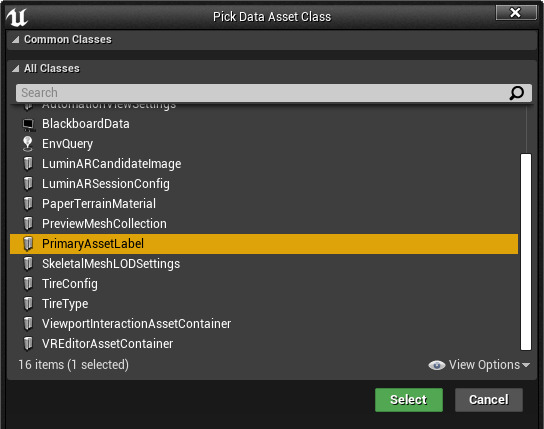 Pick Data Asset Class
Common Classes
All Classes
Search
AutomationViewSettings
BlackboardData
EnvQuery
LuminARCandidateImage
LuminARSessionConfig
PaperTerrainMaterial
PreviewMeshCollection
PrimaryAssetLabel
SkeletalMeshLODSettings
TireConfig
TireType
ViewportInteractionAssetContainer
VREditorAssetContainer
16 items (1 selected)
View Options
Select
Cancel